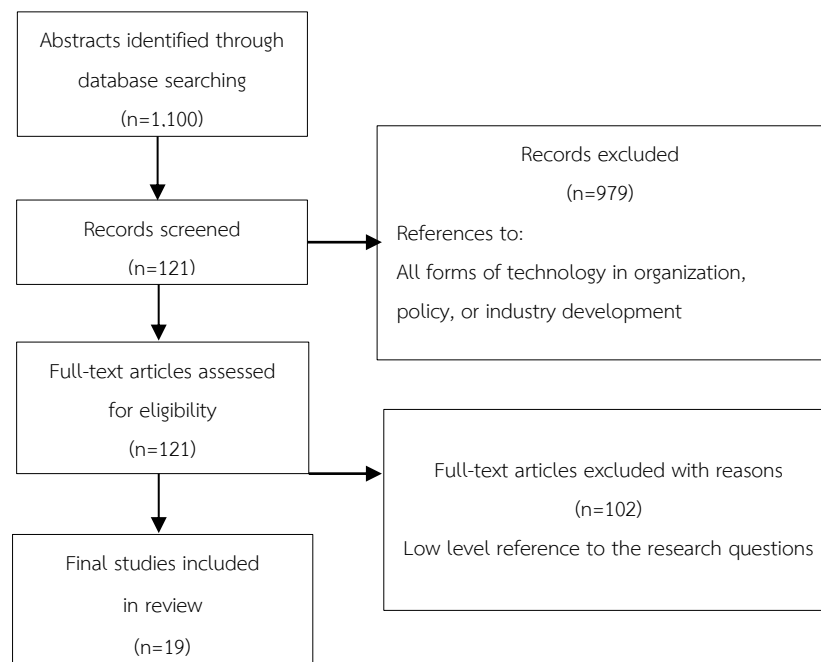 Abstracts identified through
database searching
(n=1,100)
Records excluded
(n=979)
References to:
All forms of technology in organization,
policy, or industry development
Records screened
(n=121)
Full-text articles assessed
for eligibility
(n=121)
Full-text articles excluded with reasons
(n=102)
Low level reference to the research questions
Final studies included
in review
(n=19)